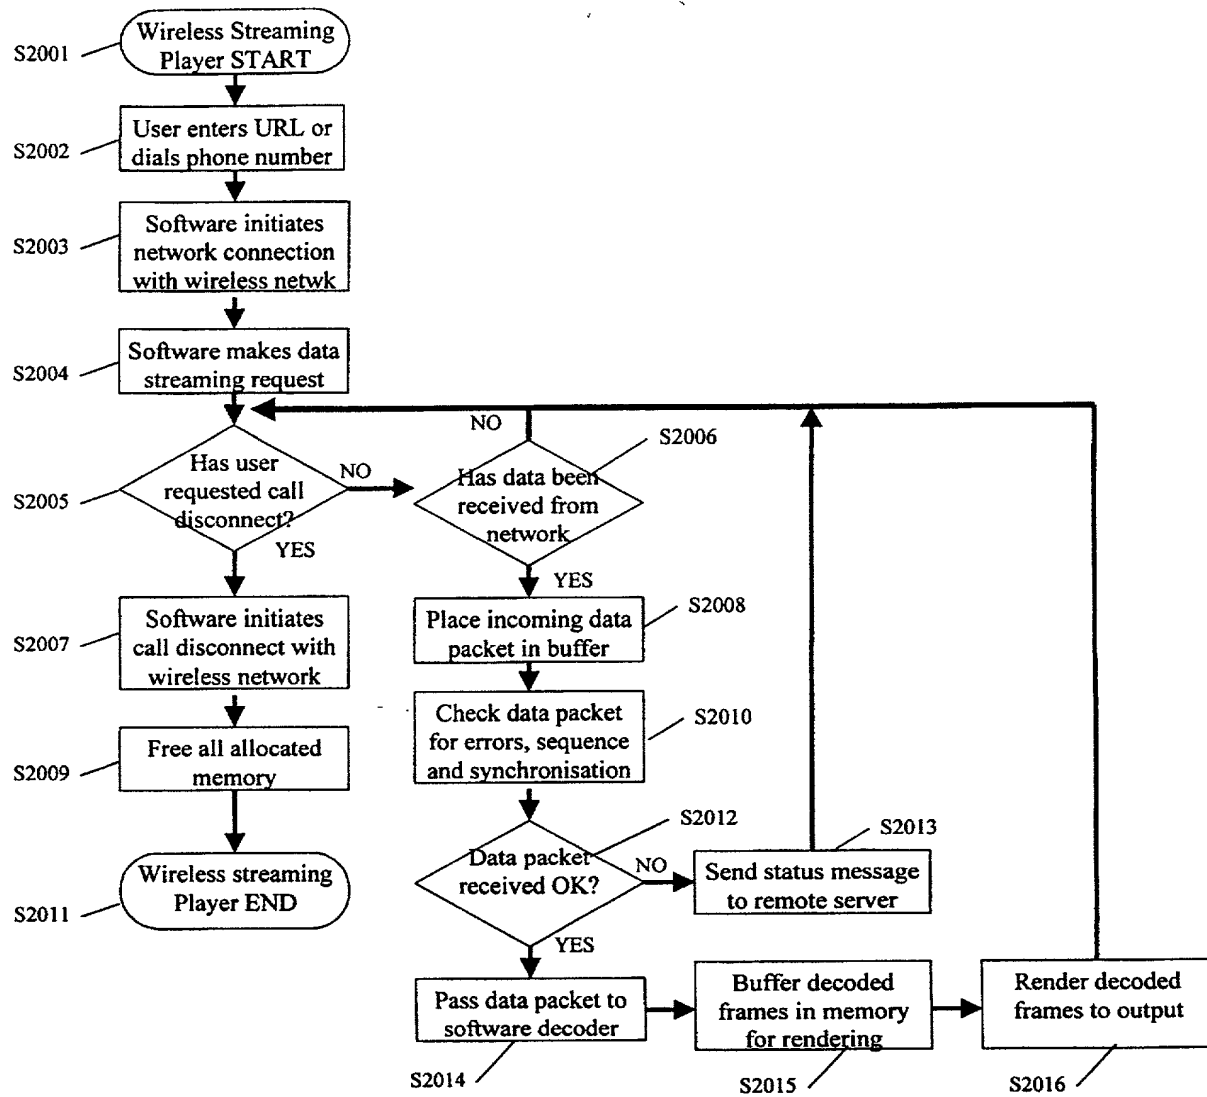 S2001
Wireless Streaming
Player START
S2002
User enters URL or
dials phone number
S2003
Software initiates
network connection
with wireless netwk
S2004
Software makes data
streaming request
S2005
Has user
requested call
disconnect?
NO
YES
NO
S2006
Has data been
received from
network
YES
S2007
Software initiates
call disconnect with
wireless network
S2008
Place incoming data
packet in buffer
S2009
Free all allocated
memory
S2010
Check data packet
for errors, sequence
and synchronisation
S2011
Wireless streaming
Player END
S2012
Data packet
received OK?
NO
YES
S2013
Send status message
to remote server
Pass data packet to
software decoder
S2014
Buffer decoded
frames in memory
for rendering
S2015
Render decoded
frames to output
S2016